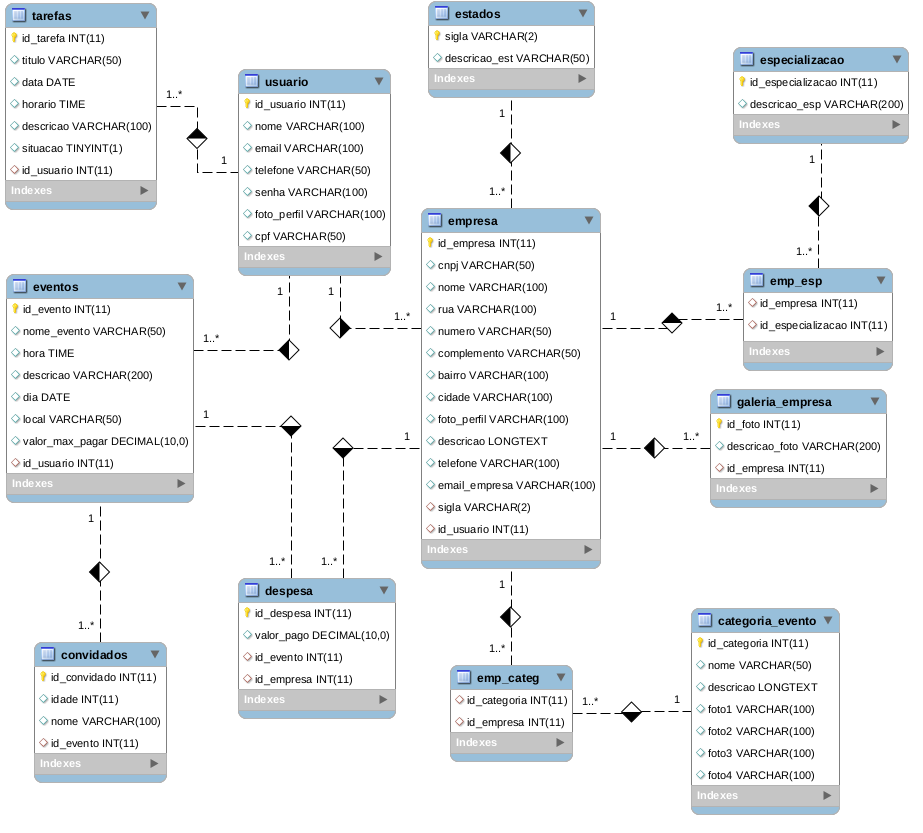 tarefas
id_tarefa INT(11)
titulo VARCHAR(50)
data DATE
horario TIME
descricao VARCHAR(100)
situacao TINYINT(1)
id_usuario INT(11)
Indexes
1..*
1
usuario
id_usuario INT(11)
nome VARCHAR(100)
email VARCHAR(100)
telefone VARCHAR(50)
senha VARCHAR(100)
foto_perfil VARCHAR(100)
cpf VARCHAR(50)
Indexes
1
1
1..*
1..*
estados
sigla VARCHAR(2)
descricao_est VARCHAR(50)
Indexes
1
1..*
especializacao
id_especializacao INT(11)
descricao_esp VARCHAR(200)
Indexes
1
1..*
eventos
id_evento INT(11)
nome_evento VARCHAR(50)
hora TIME
descricao VARCHAR(200)
dia DATE
local VARCHAR(50)
valor_max_pagar DECIMAL(10,0)
id_usuario INT(11)
Indexes
1
1..*
1
1..*
empresa
id_empresa INT(11)
cnpj VARCHAR(50)
nome VARCHAR(100)
rua VARCHAR(100)
numero VARCHAR(50)
complemento VARCHAR(50)
bairro VARCHAR(100)
cidade VARCHAR(100)
foto_perfil VARCHAR(100)
descricao LONGTEXT
telefone VARCHAR(100)
email_empresa VARCHAR(100)
sigla VARCHAR(2)
id_usuario INT(11)
Indexes
1
1..*
1
1..*
1
1..*
1
1..*
emp_esp
id_empresa INT(11)
id_especializacao INT(11)
Indexes
galeria_empresa
id_foto INT(11)
descricao_foto VARCHAR(200)
id_empresa INT(11)
Indexes
convidados
id_convidado INT(11)
idade INT(11)
nome VARCHAR(100)
id_evento INT(11)
Indexes
despesa
id_despesa INT(11)
valor_pago DECIMAL(10,0)
id_evento INT(11)
id_empresa INT(11)
Indexes
emp_categ
id_categoria INT(11)
id_empresa INT(11)
Indexes
1..*
1
categoria_evento
id_categoria INT(11)
nome VARCHAR(50)
descricao LONGTEXT
foto1 VARCHAR(100)
foto2 VARCHAR(100)
foto3 VARCHAR(100)
foto4 VARCHAR(100)
Indexes